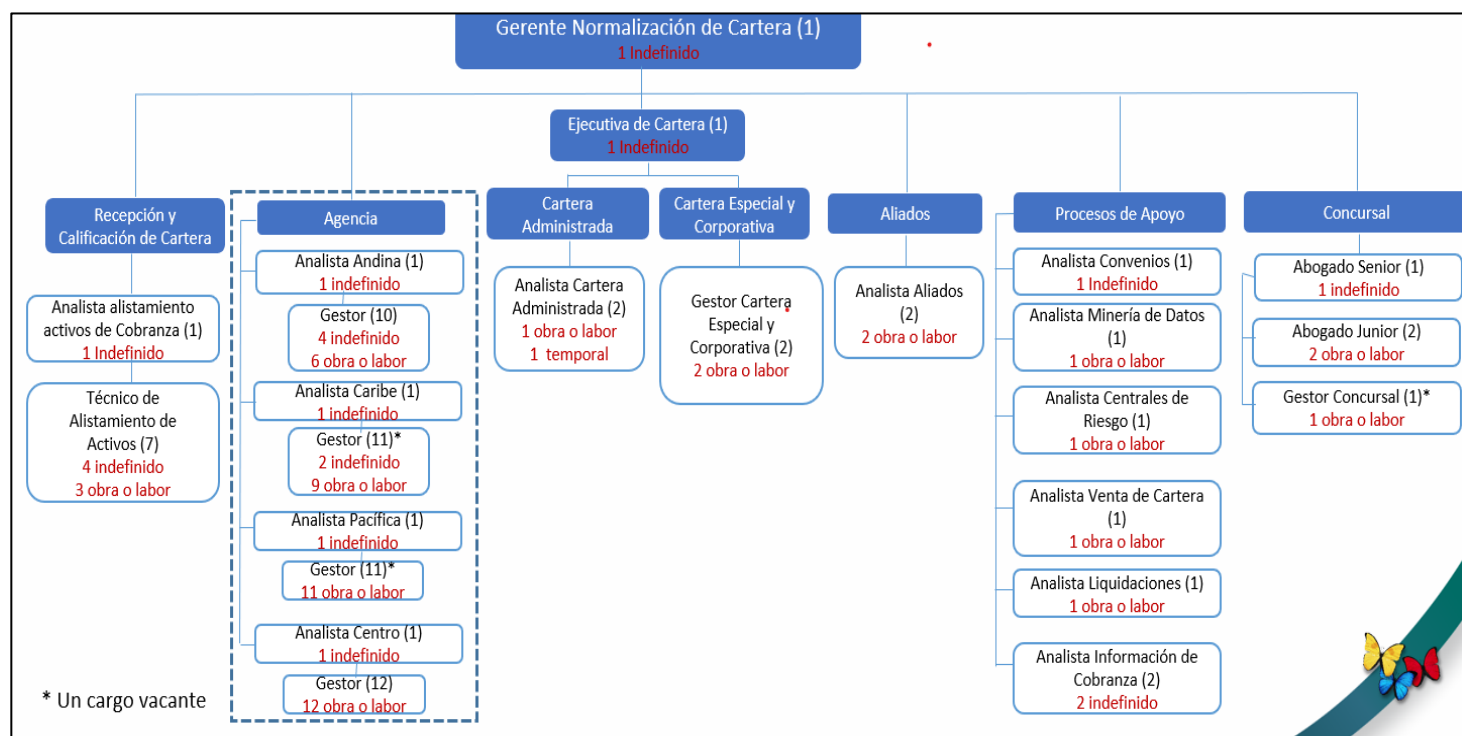 Gerente Normalización de Cartera (1)
1 Indefinido
Ejecutiva de Cartera (1)
1 Indefinido
Recepción y
Calificación de Cartera
Analista alistamiento
activos de Cobranza (1)
1 Indefinido
Técnico de
Alistamiento de
Activos (7)
4 indefinido
3 obra o labor
Agencia
Analista Andina (1)
1 indefinido
Gestor (10)
4 indefinido
6 obra o labor
Analista Caribe (1)
1 indefinido
Gestor (11)*
2 indefinido
9 obra o labor
Analista Pacífica (1)
1 indefinido
Gestor (11)*
11 obra o labor
Analista Centro (1)
1 indefinido
Gestor (12)
12 obra o labor
Cartera
Administrada
Analista Cartera
Administrada (2)
1 obra o labor
1 temporal
Cartera Especial y
Corporativa
Gestor Cartera
Especial y
Corporativa (2)
2 obra o labor
Aliados
Analista Aliados
(2)
2 obra o labor
Procesos de Apoyo
Analista Convenios (1)
1 Indefinido
Analista Minería de Datos
(1)
1 obra o labor
Analista Centrales de
Riesgo (1)
1 obra o labor
Analista Venta de Cartera
(1)
1 obra o labor
Analista Liquidaciones (1)
1 obra o labor
Analista Información de
Cobranza (2)
2 indefinido
Concursal
Abogado Senior (1)
1 indefinido
Abogado Junior (2)
2 obra o labor
Gestor Concursal (1)*
1 obra o labor
* Un cargo vacante